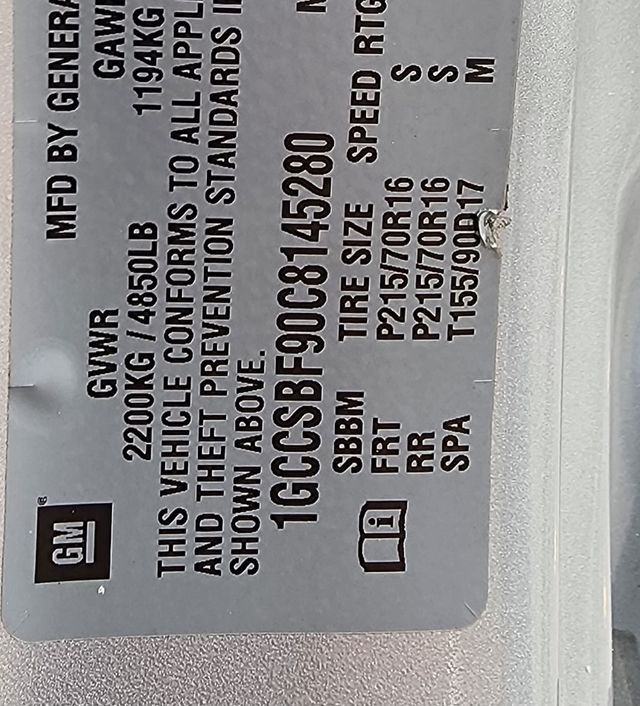 MFD BY GENERA
GVWR GAWR
2200KG / 4850LB 1194KG
THIS VEHICLE CONFORMS TO ALL APPL
AND THEFT PREVENTION STANDARDS I
SHOWN ABOVE.
1GCCSBF90C8145280
SBBM TIRE SIZE SPEED RTG
FRT P215/70R16 S
RR P215/70R16 S
SPA T155/90D17 M
GM